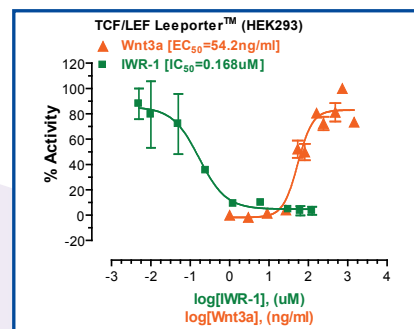 TCF/LEF Leeporter™ (HEK293)
Wnt3a [EC50=54.2ng/ml]
IWR-1 [IC50=0.168uM]
% Activity
120
100
80
60
40
20
0
-20
-3 -2 -1 0 1 2 3 4
log[IWR-1], (uM)
log[Wnt3a], (ng/ml)